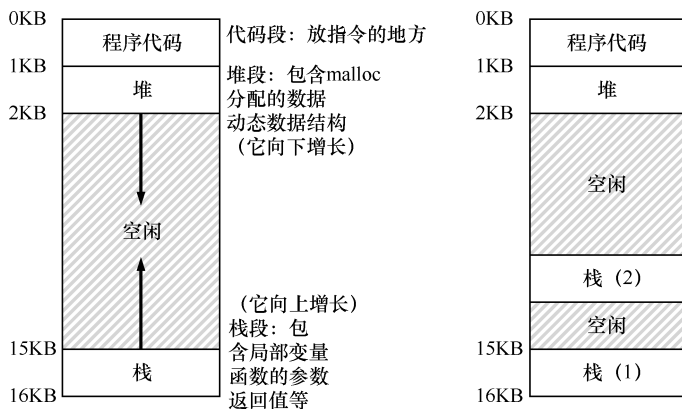 0KB
程序代码
代码段：放指令的地方
1KB
堆
堆段：包含malloc
分配的数据
动态数据结构
（它向下增长）
2KB
空闲
（它向上增长）
栈段：包
含局部变量
函数的参数
返回值等
15KB
栈
16KB
0KB
程序代码
1KB
堆
2KB
空闲
栈（2）
空闲
15KB
栈（1）
16KB